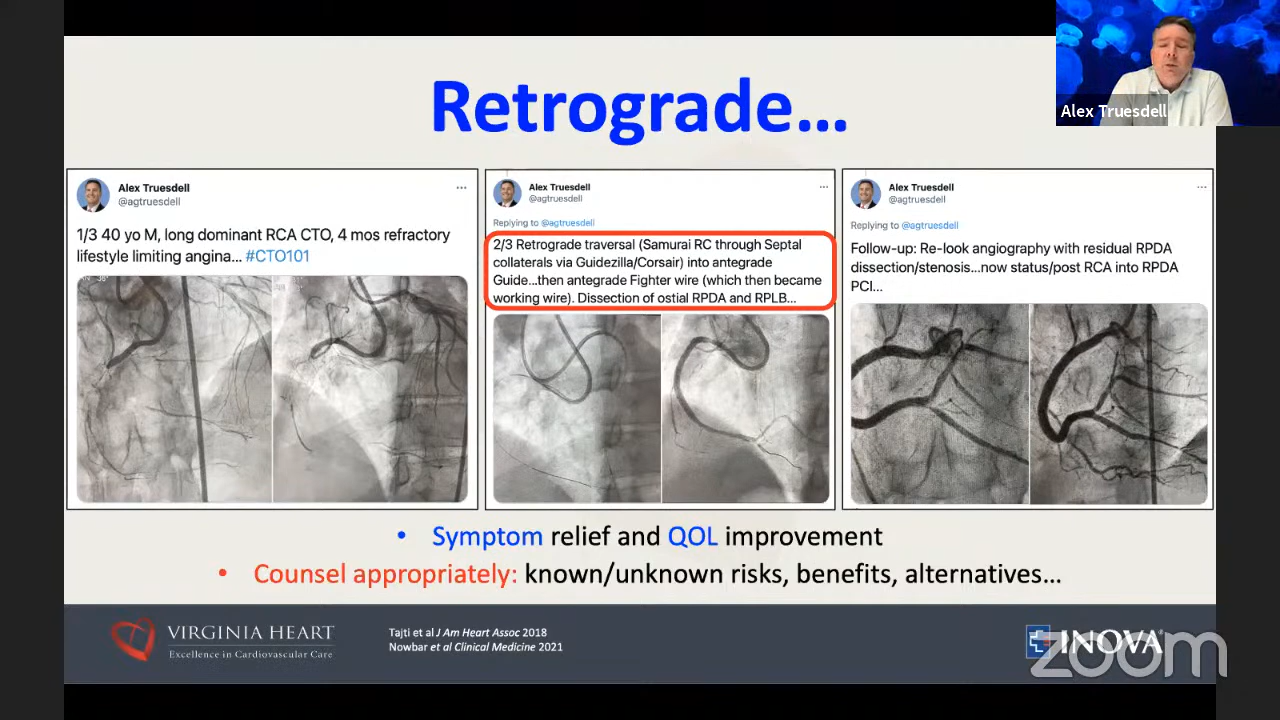 Alex Truesdell
Retrograde...
Alex Truesdell
@agtruesdell
1/3 40 yo M, long dominant RCA CTO, 4 mos refractory
lifestyle limiting angina... #CTO101
Alex Truesdell
@agtruesdell
Replying to @agtruesdell
2/3 Retrograde traversal (Samurai RC through Septal
collaterals via Guidezilla/Corsair) into antegrade
Guide...then antegrade Fighter wire (which then became
working wire). Dissection of ostial RPDA and RPLB...
Alex Truesdell
@agtruesdell
Replying to @agtruesdell
Follow-up: Re-look angiography with residual RPDA
dissection/stenosis...now status/post RCA into RPDA
PCI...
• Symptom relief and QOL improvement
• Counsel appropriately: known/unknown risks, benefits, alternatives...
VIRGINIA HEART
Excellence in Cardiovascular Care
Tajti et al J Am Heart Assoc 2018
Nowbar et al Clinical Medicine 2021
INOVA
zoom